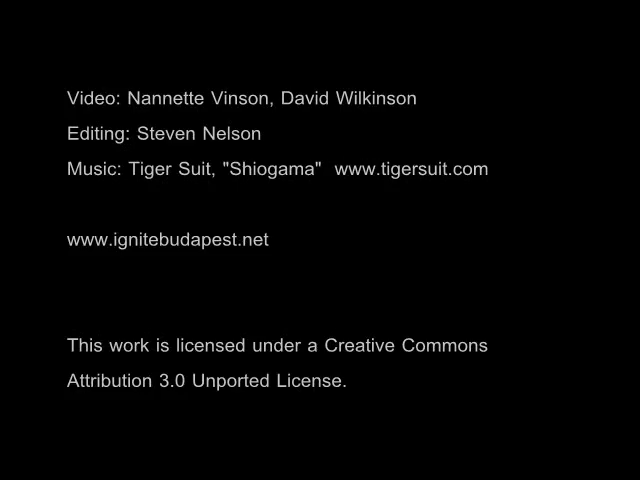 Video: Nannette Vinson, David Wilkinson
Editing: Steven Nelson
Music: Tiger Suit, "Shiogama"  www.tigersuit.com
www.ignitebudapest.net
This work is licensed under a Creative Commons
Attribution 3.0 Unported License.